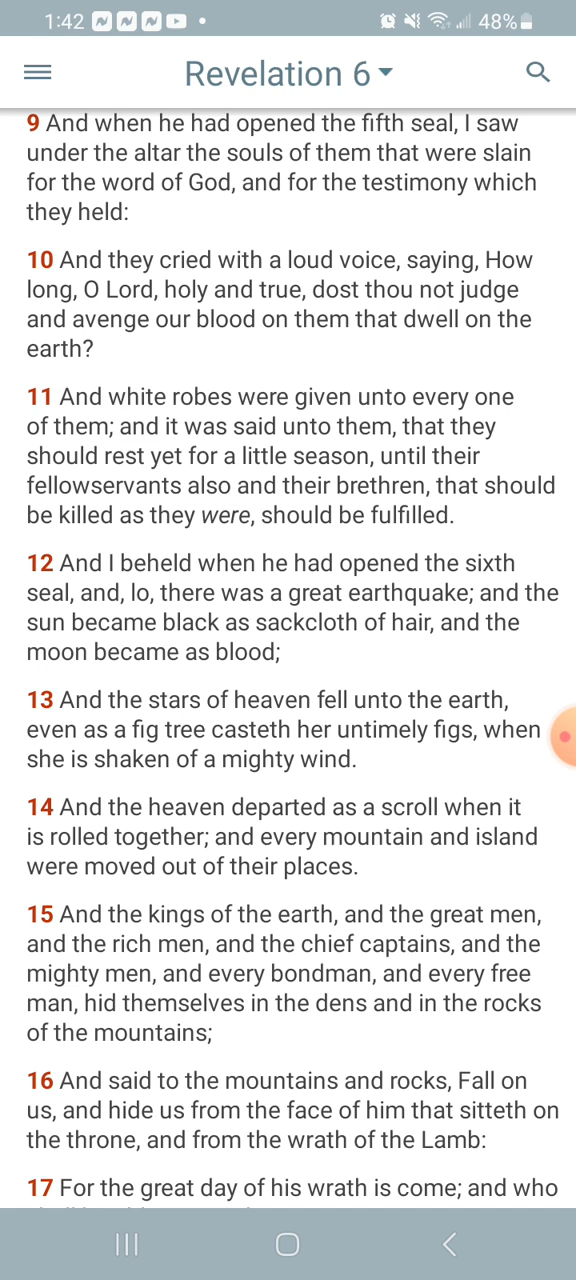 1:42
48%
Revelation 6
9 And when he had opened the fifth seal, I saw
under the altar the souls of them that were slain
for the word of God, and for the testimony which
they held:
10 And they cried with a loud voice, saying, How
long, O Lord, holy and true, dost thou not judge
and avenge our blood on them that dwell on the
earth?
11 And white robes were given unto every one
of them; and it was said unto them, that they
should rest yet for a little season, until their
fellowservants also and their brethren, that should
be killed as they were, should be fulfilled.
12 And I beheld when he had opened the sixth
seal, and, lo, there was a great earthquake; and the
sun became black as sackcloth of hair, and the
moon became as blood;
13 And the stars of heaven fell unto the earth,
even as a fig tree casteth her untimely figs, when
she is shaken of a mighty wind.
14 And the heaven departed as a scroll when it
is rolled together; and every mountain and island
were moved out of their places.
15 And the kings of the earth, and the great men,
and the rich men, and the chief captains, and the
mighty men, and every bondman, and every free
man, hid themselves in the dens and in the rocks
of the mountains;
16 And said to the mountains and rocks, Fall on
us, and hide us from the face of him that sitteth on
the throne, and from the wrath of the Lamb:
17 For the great day of his wrath is come; and who